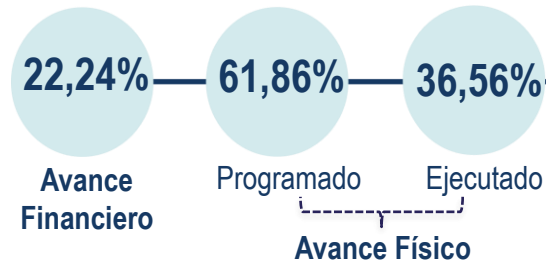 22,24%
61,86%
36,56%
Avance
Financiero
Programado
Ejecutado
Avance Físico